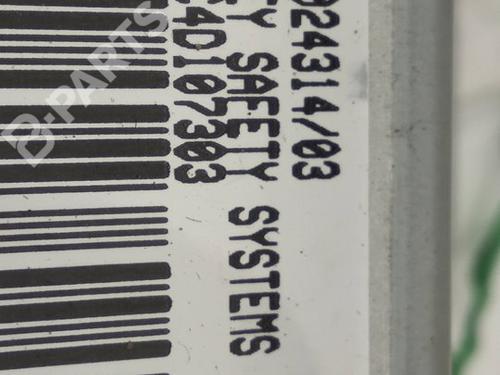 024314/03
Y SAFETY SYSTEMS
4D107303
B-PARTS